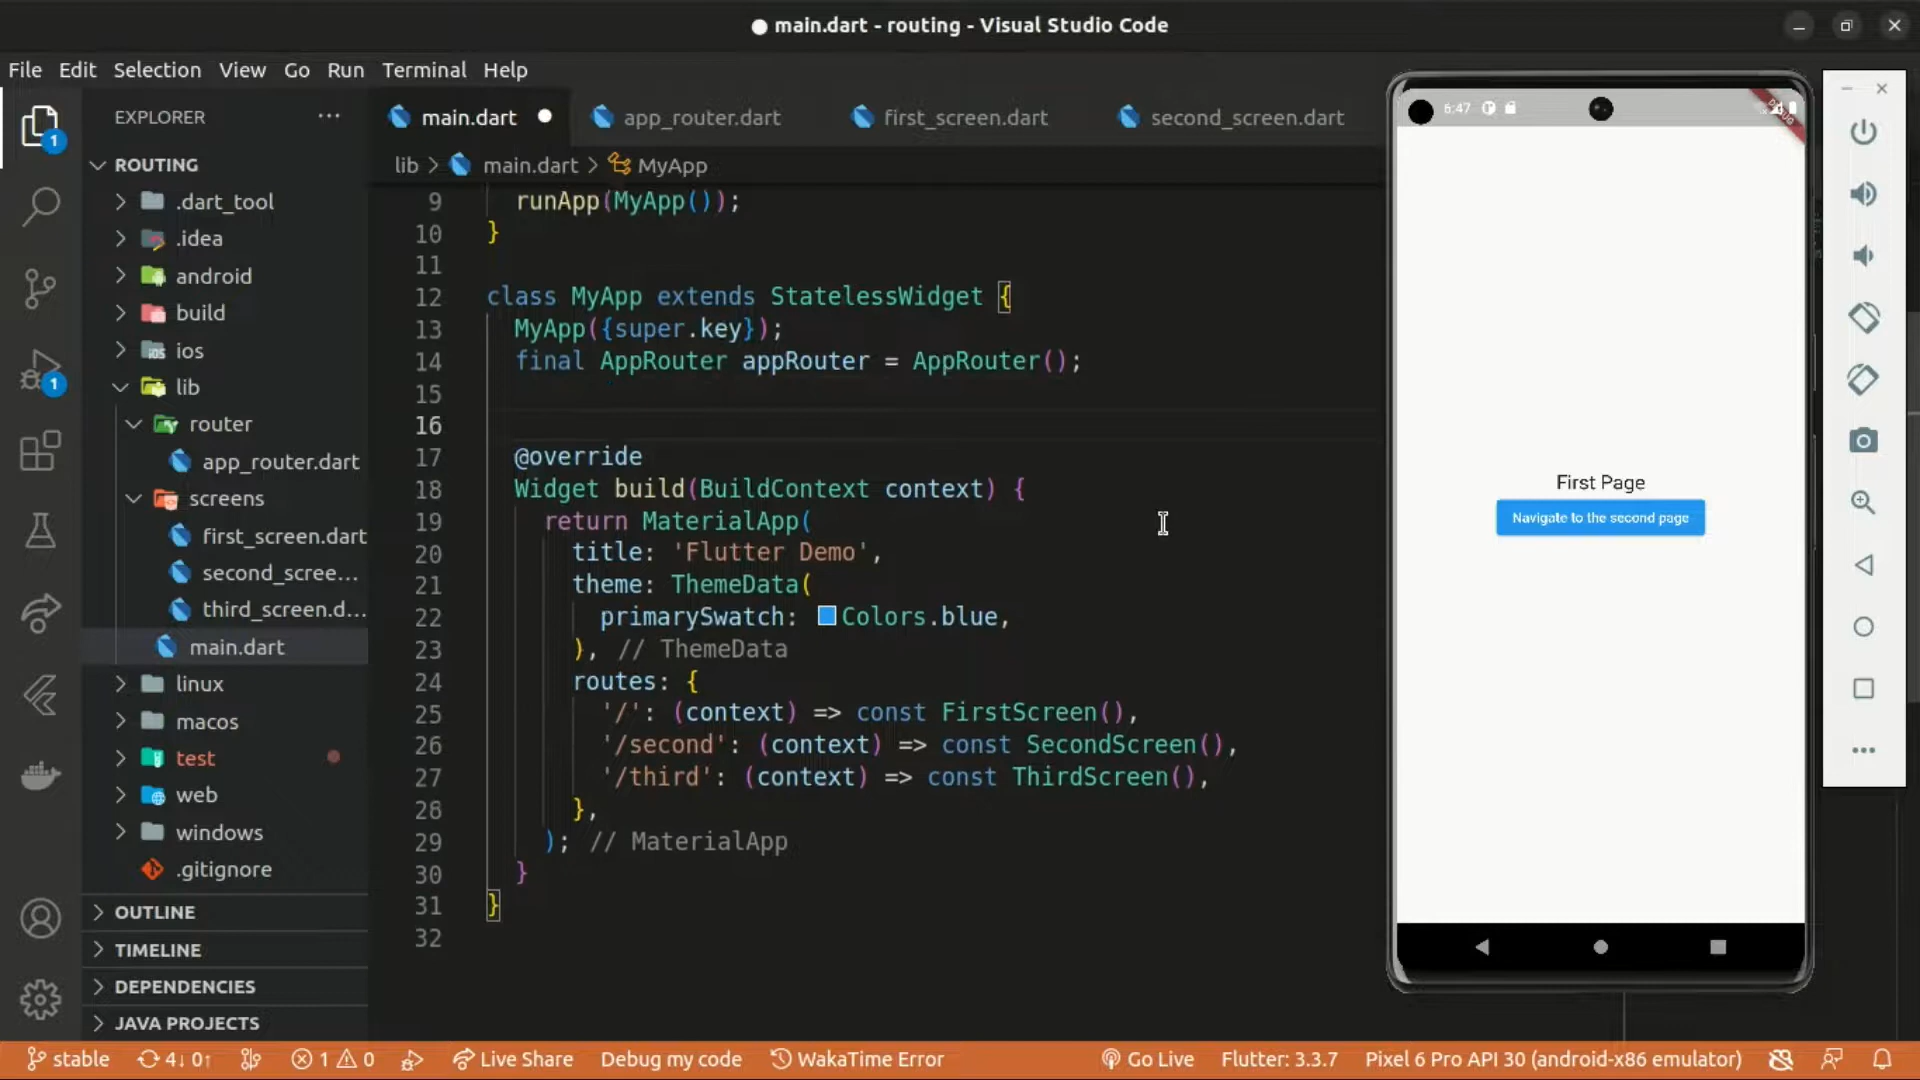 main.dart - routing - Visual Studio Code
File Edit Selection View Go Run Terminal Help
EXPLORER
ROUTING
.dart_tool
.idea
android
build
ios
lib
router
app_router.dart
screens
first_screen.dart
second_scree...
third_screen.d...
main.dart
linux
macos
test
web
windows
.gitignore
OUTLINE
TIMELINE
DEPENDENCIES
JAVA PROJECTS
1
1
main.dart app_router.dart first_screen.dart second_screen.dart
lib > main.dart > MyApp
9 runApp(MyApp());
10 }
11
12 class MyApp extends StatelessWidget {
13 MyApp({super.key});
14 final AppRouter appRouter = AppRouter();
15
16
17 @override
18 Widget build(BuildContext context) {
19 return MaterialApp(
20 title: 'Flutter Demo',
21 theme: ThemeData(
22 primarySwatch: Colors.blue,
23 ), // ThemeData
24 routes: {
25 '/': (context) => const FirstScreen(),
26 '/second': (context) => const SecondScreen(),
27 '/third': (context) => const ThirdScreen(),
28 },
29 ); // MaterialApp
30 }
31 }
32
6:47
First Page
Navigate to the second page
stable 4↓ 0↑ 1 0 Live Share Debug my code WakaTime Error Go Live Flutter: 3.3.7 Pixel 6 Pro API 30 (android-x86 emulator)